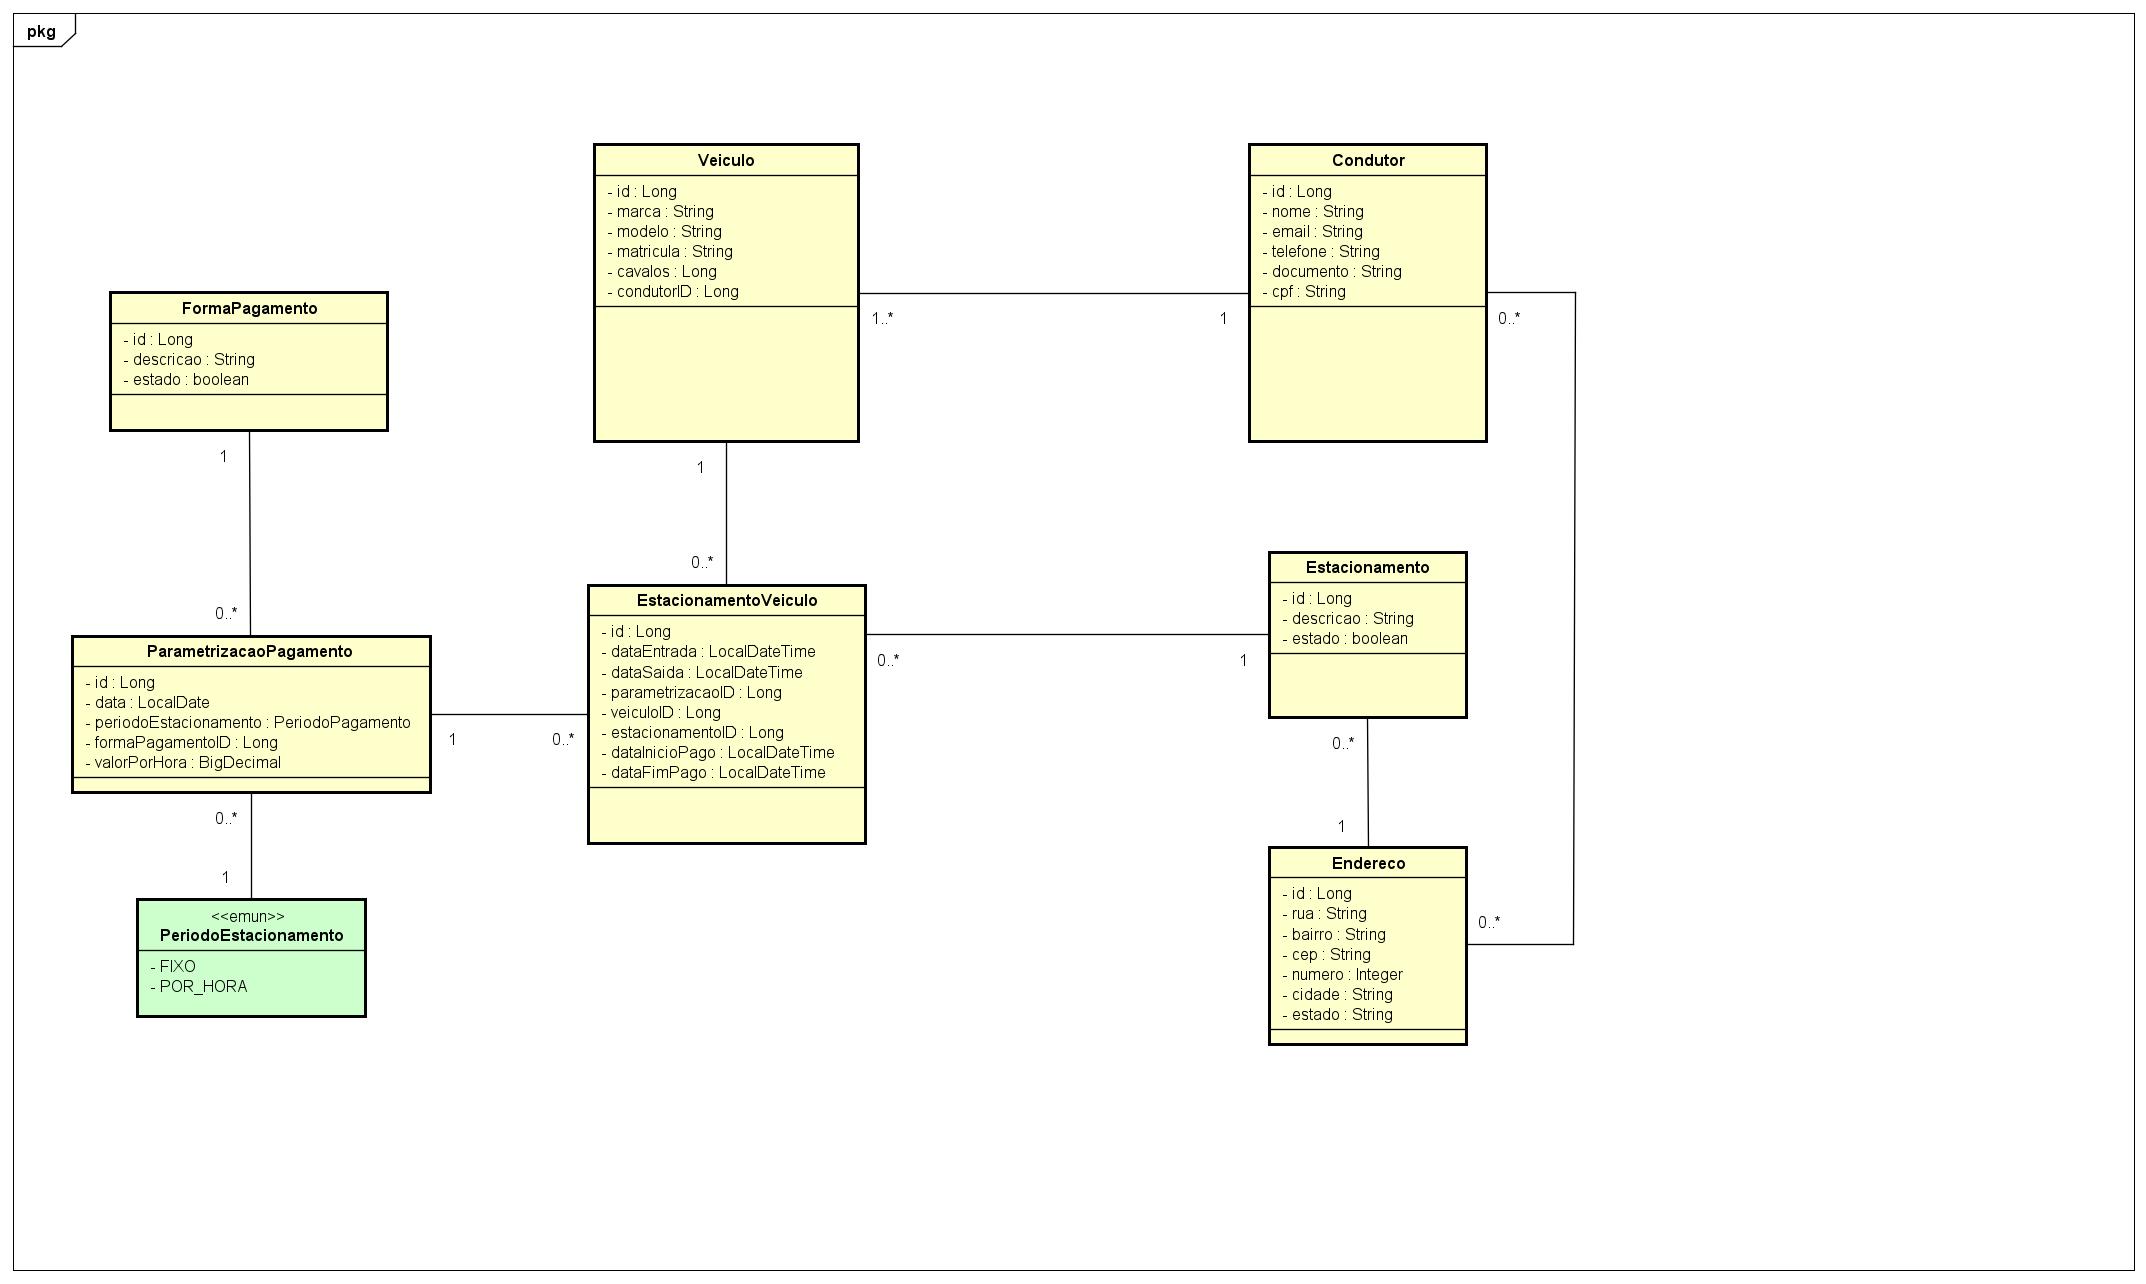 pkg
Veiculo
- id : Long
- marca : String
- modelo : String
- matricula : String
- cavalos : Long
- condutorID : Long
Condutor
- id : Long
- nome : String
- email : String
- telefone : String
- documento : String
- cpf : String
1..*
1
0..*
FormaPagamento
- id : Long
- descricao : String
- estado : boolean
1
0..*
1
0..*
ParametrizacaoPagamento
- id : Long
- data : LocalDate
- periodoEstacionamento : PeriodoPagamento
- formaPagamentoID : Long
- valorPorHora : BigDecimal
1
0..*
EstacionamentoVeiculo
- id : Long
- dataEntrada : LocalDateTime
- dataSaida : LocalDateTime
- parametrizacaoID : Long
- veiculoID : Long
- estacionamentoID : Long
- dataInicioPago : LocalDateTime
- dataFimPago : LocalDateTime
0..*
1
Estacionamento
- id : Long
- descricao : String
- estado : boolean
0..*
1
0..*
1
<<emun>>
PeriodoEstacionamento
- FIXO
- POR_HORA
Endereco
- id : Long
- rua : String
- bairro : String
- cep : String
- numero : Integer
- cidade : String
- estado : String
0..*